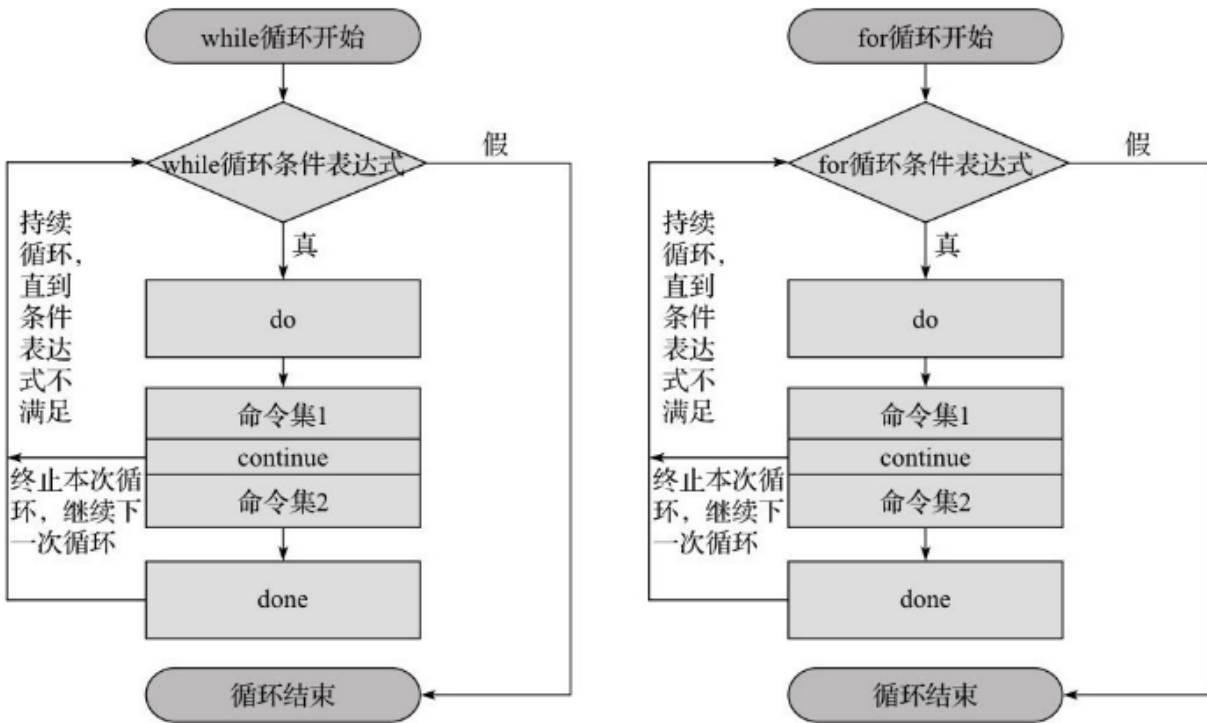 while循环开始
while循环条件表达式
假
真
持续
循环，
直到
条件
表达
式不
满足
do
命令集1
continue
终止本次循
环，继续下
一次循环
命令集2
done
循环结束
for循环开始
for循环条件表达式
假
真
持续
循环，
直到
条件
表达
式不
满足
do
命令集1
continue
终止本次循
环，继续下
一次循环
命令集2
done
循环结束